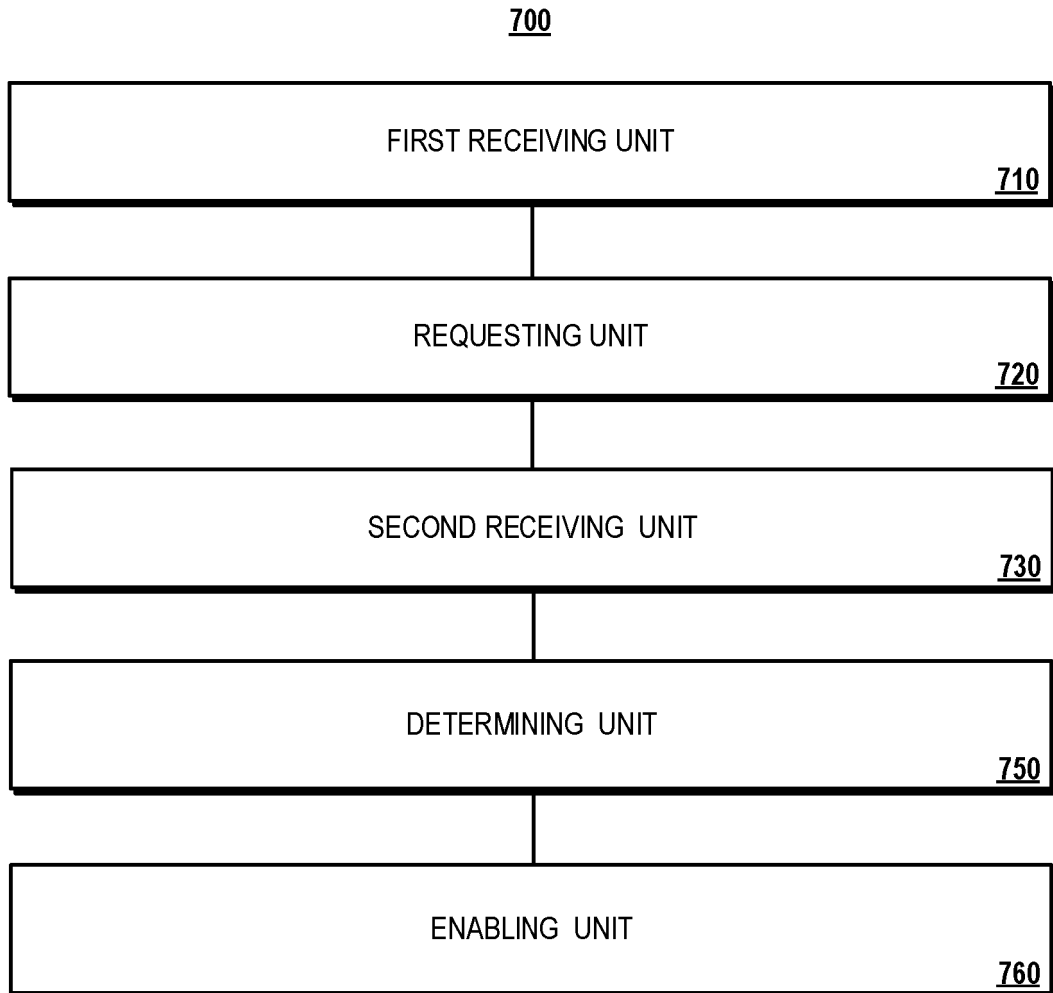 700
FIRST RECEIVING UNIT
710
REQUESTING UNIT
720
SECOND RECEIVING UNIT
730
DETERMINING UNIT
750
ENABLING UNIT
760